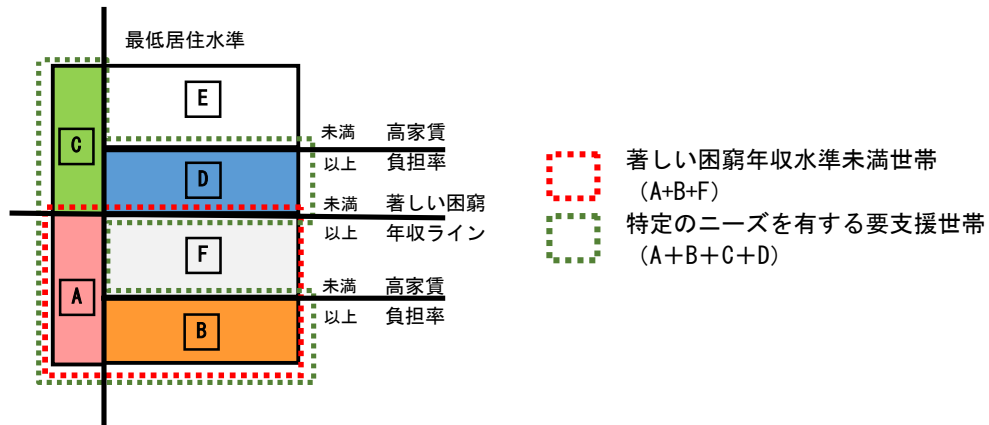 最低居住水準
E
未満 高家賃
C
以上 負担率
D
未満 著しい困窮
以上 年収ライン
F
未満 高家賃
A
以上 負担率
B
著しい困窮年収水準未満世帯
（A+B+F）
特定のニーズを有する要支援世帯
（A＋B＋C＋D）